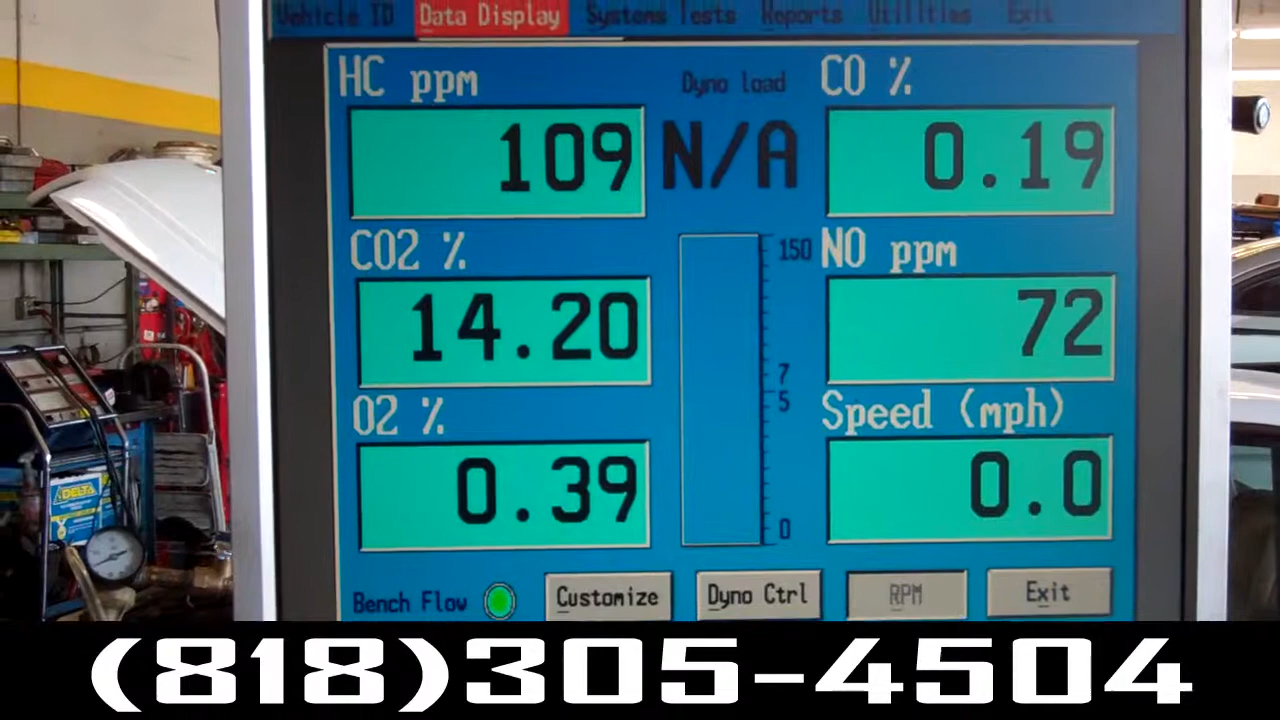 Vehicle ID Data Display Systems Tests Reports Utilities Exit
HC ppm
109
Dyno load
N/A
CO %
0.19
CO2 %
14.20
150
7
5
0
NO ppm
72
O2 %
0.39
Speed (mph)
0.0
Bench Flow
Customize
Dyno Ctrl
RPM
Exit
DELTA
(818)305-4504